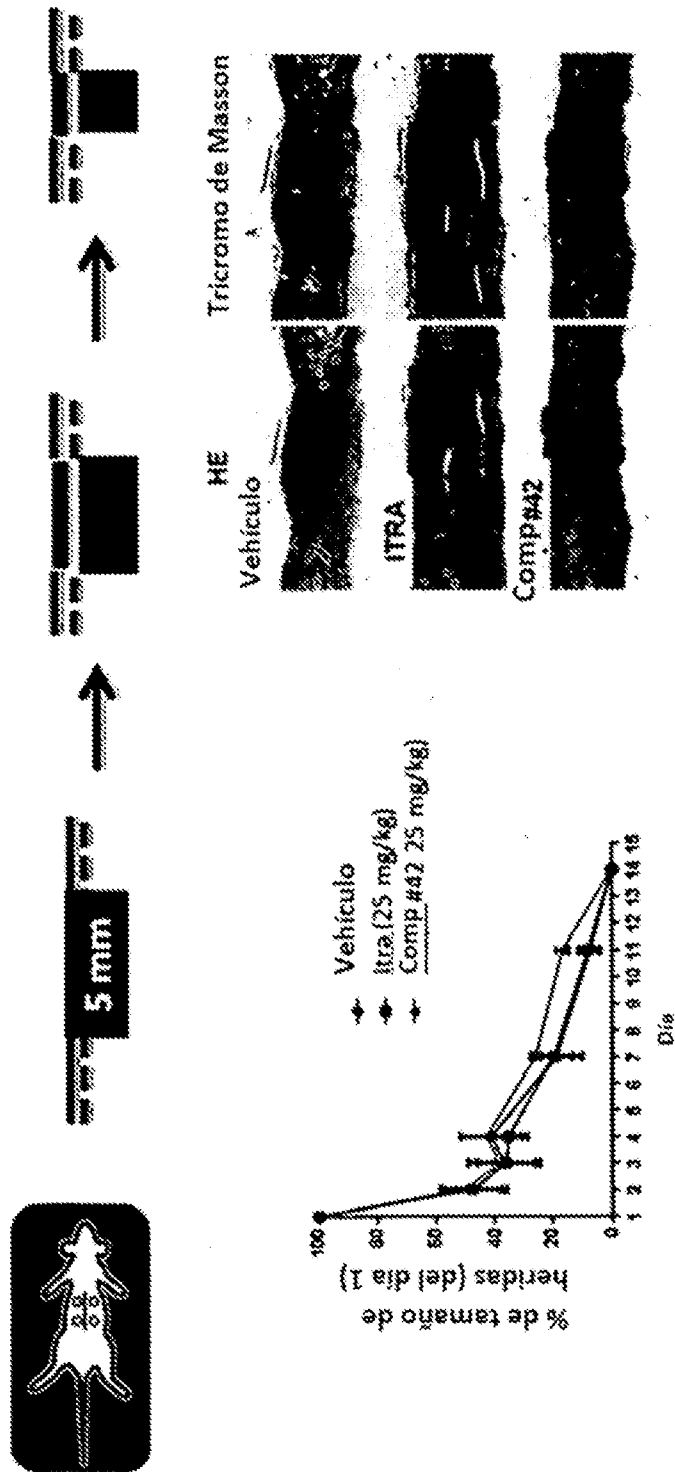 5 mm
% de tamaño de
heridas (del día 1)
100
80
60
40
20
0
1 2 3 4 5 6 7 8 9 10 11 12 13 14 15
Día
Vehículo
Itra.(25 mg/kg)
Comp #42 25 mg/kg)
HE
Tricromo de Masson
Vehículo
ITRA
Comp#42